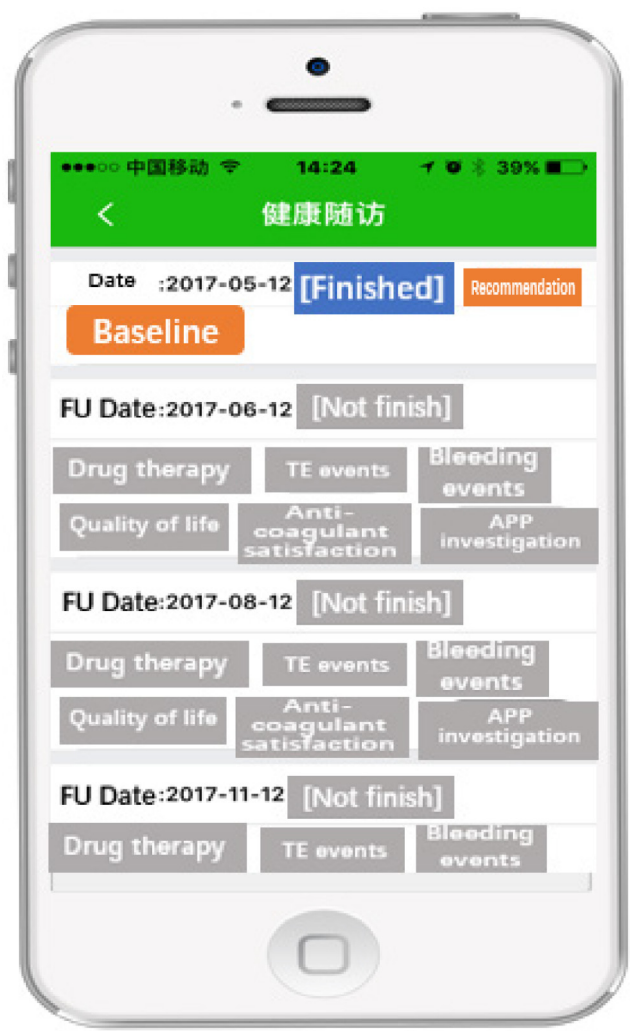 中国移动 14:24 39%
健康随访
Date :2017-05-12 [Finished] Recommendation
Baseline
FU Date:2017-06-12 [Not finish]
Drug therapy TE events Bleeding events
Quality of life Anti-coagulant satisfaction APP investigation
FU Date:2017-08-12 [Not finish]
Drug therapy TE events Bleeding events
Quality of life Anti-coagulant satisfaction APP investigation
FU Date:2017-11-12 [Not finish]
Drug therapy TE events Bleeding events